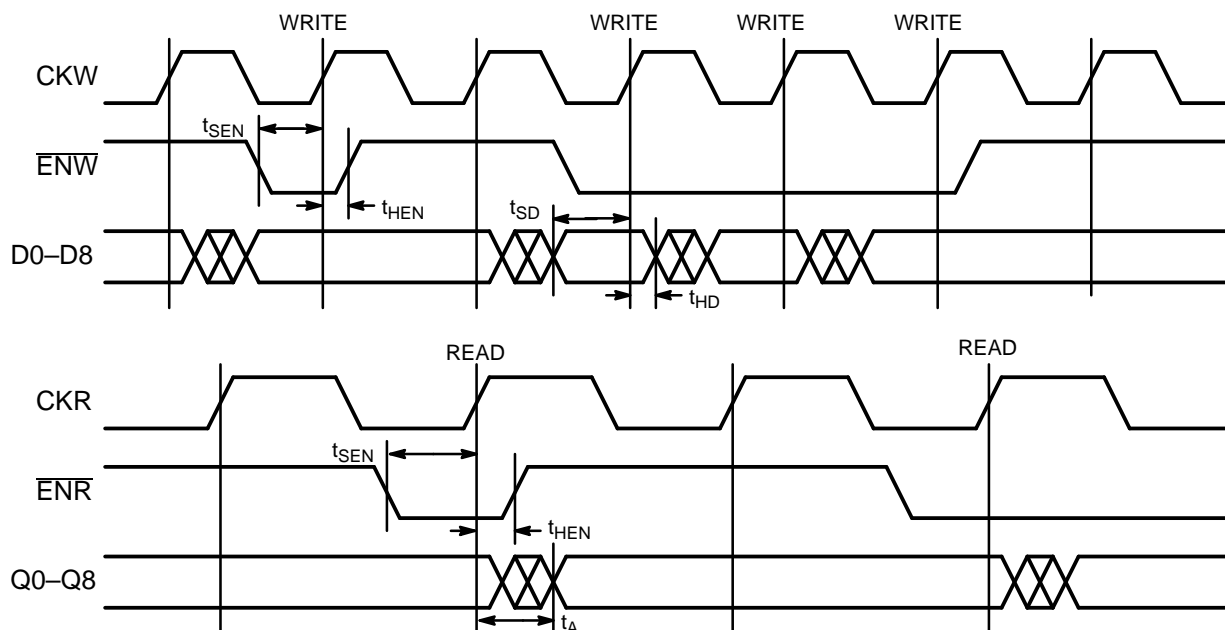 WRITE WRITE WRITE WRITE
CKW
tSEN
ENW
tHEN
tSD
D0–D8
tHD
READ READ
CKR
tSEN
ENR
tHEN
Q0–Q8
tA